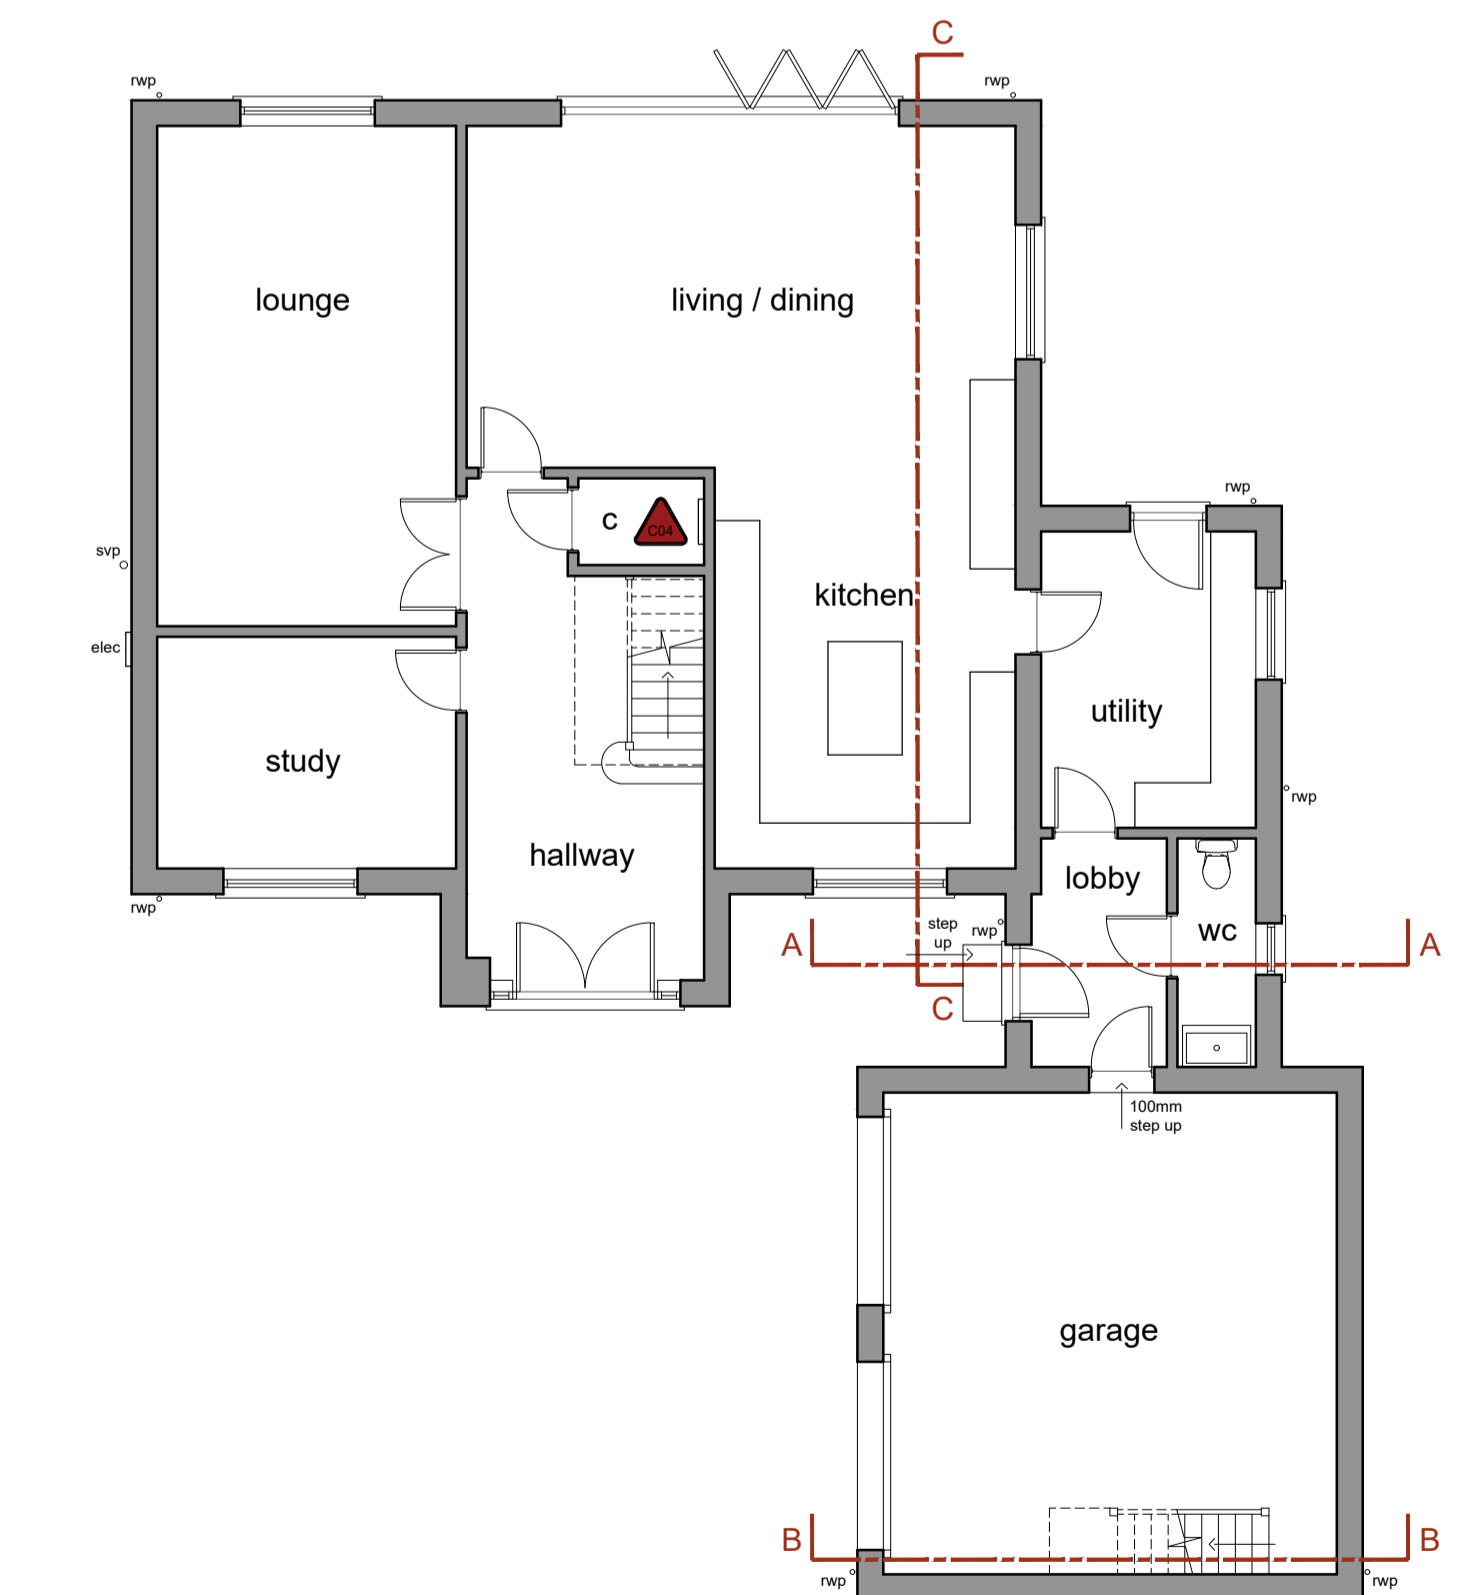 C
rwp
rwp
lounge
living / dining
rwp
c
C04
svp
kitchen
elec
utility
study
rwp
hallway
lobby
rwp
step
up
rwp
wc
A
A
C
100mm
step up
garage
B
B
rwp
rwp